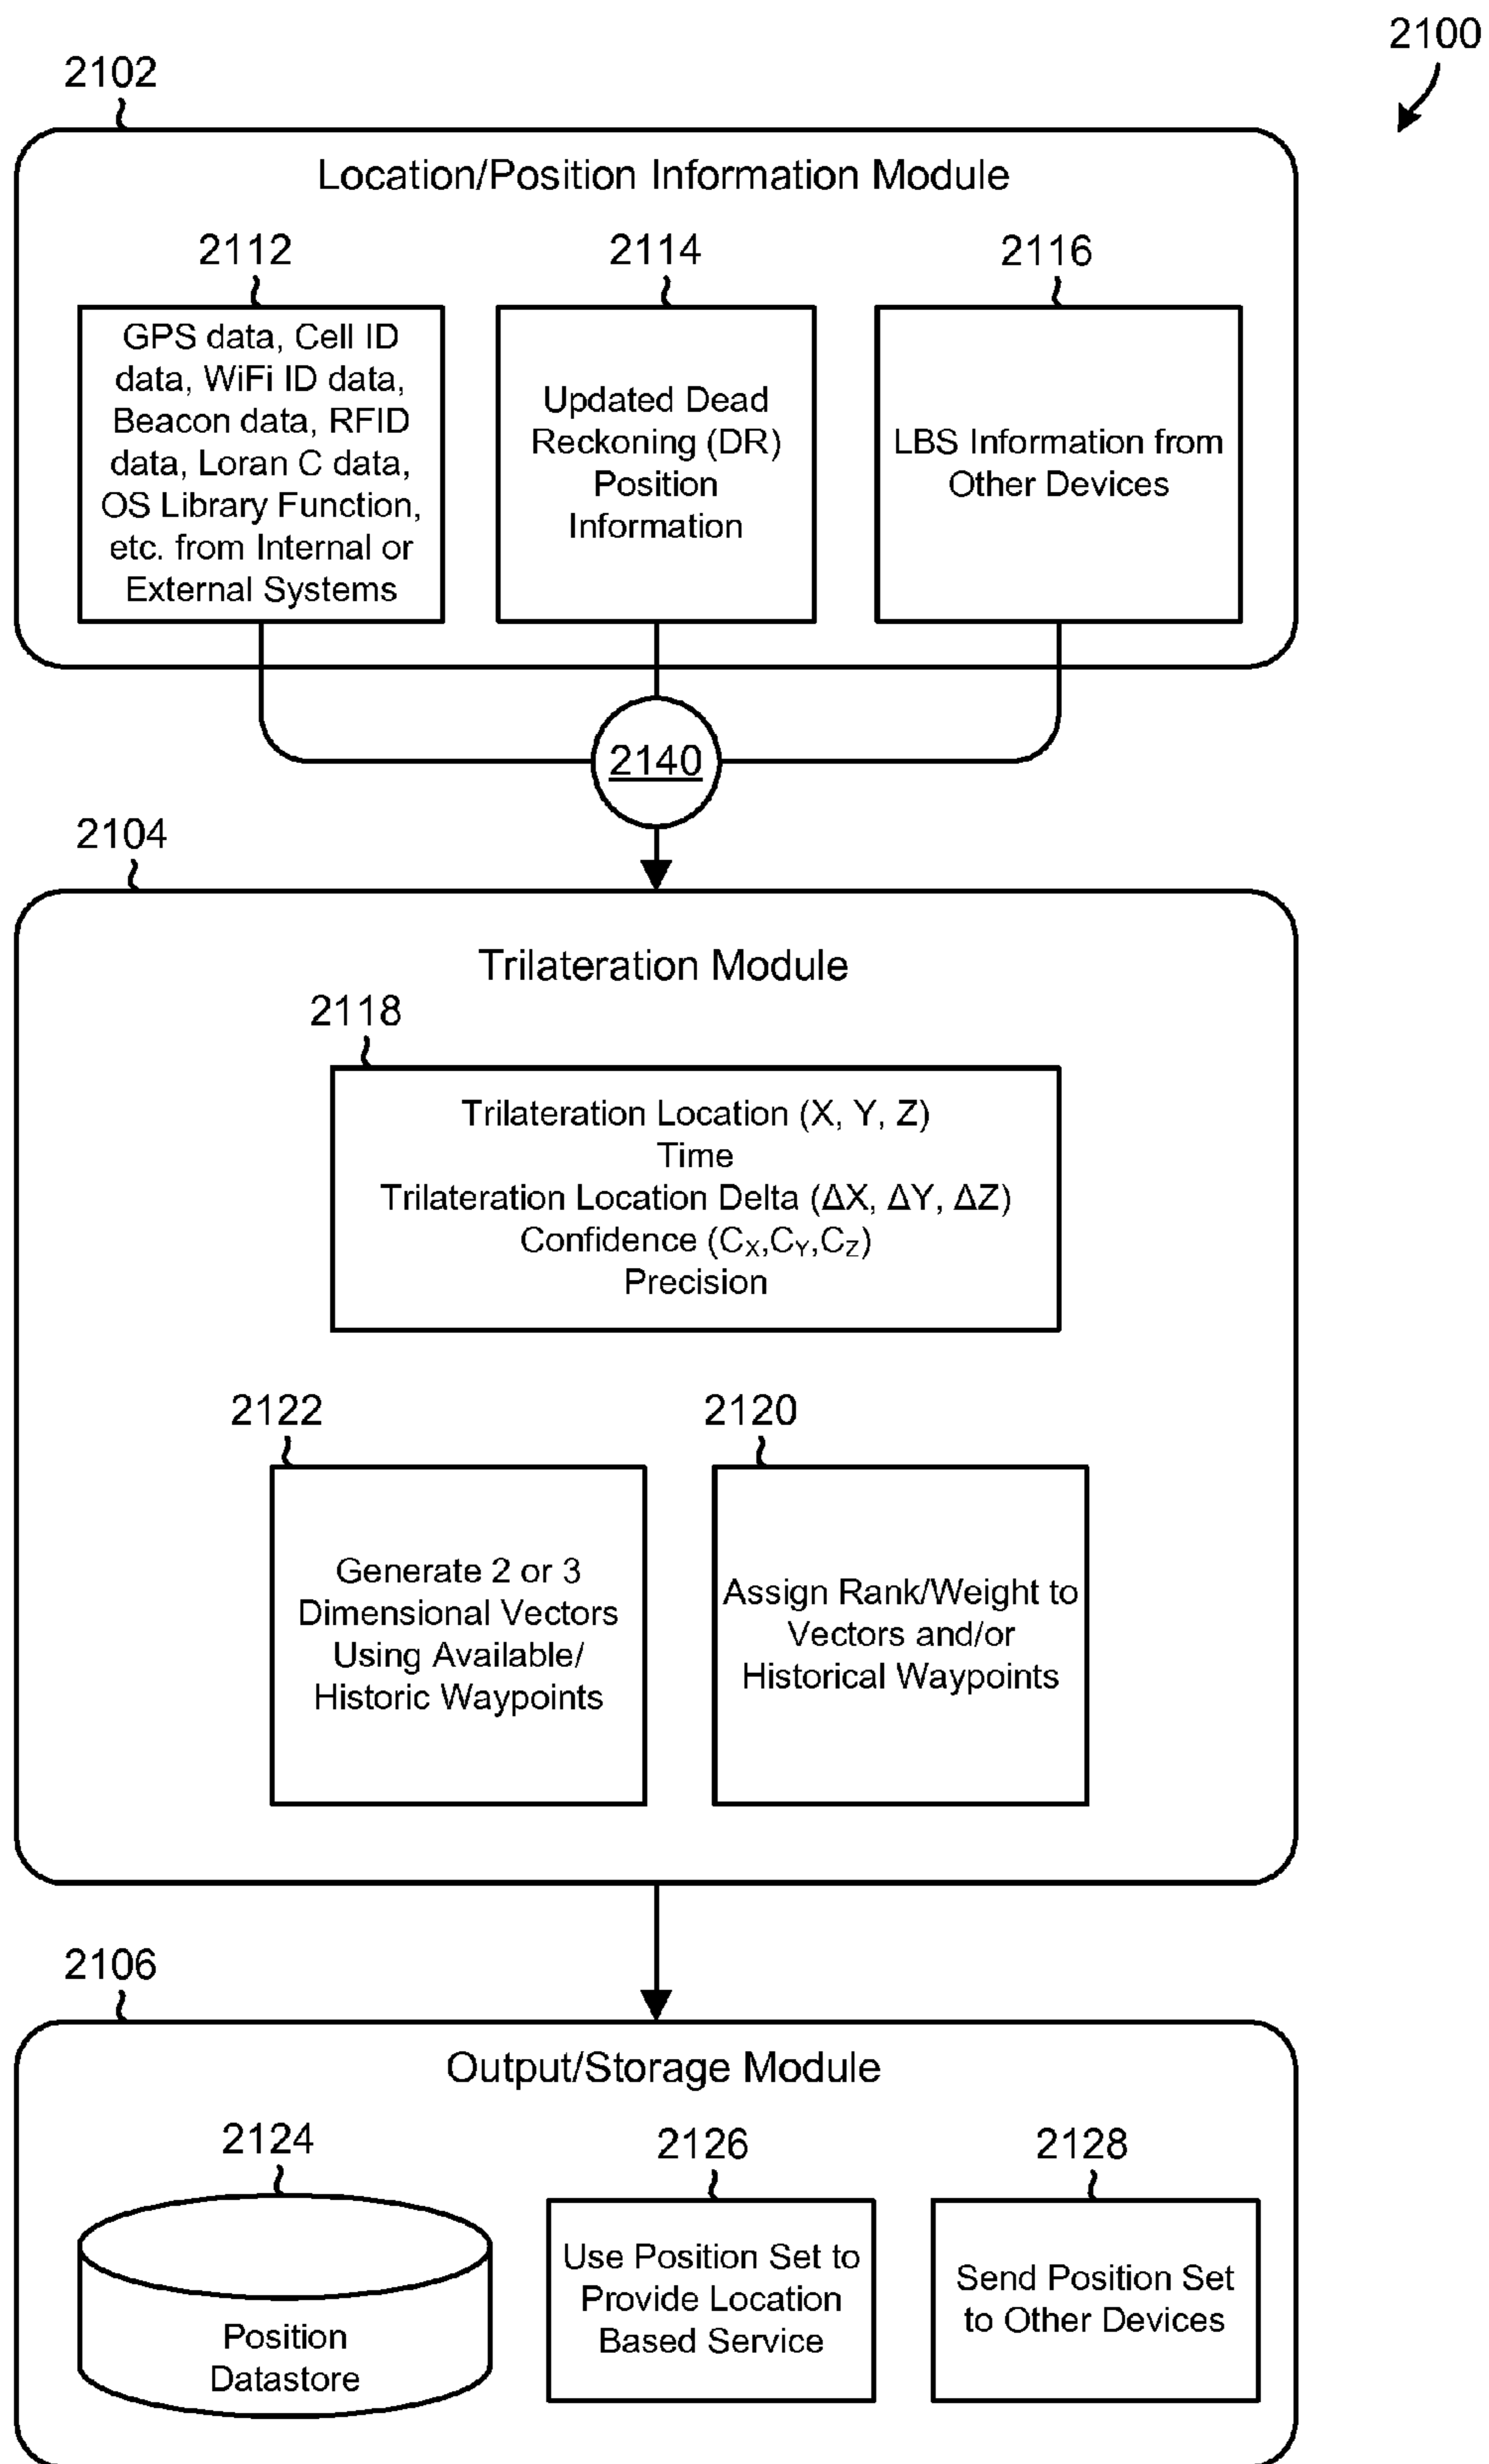 2100
2102
Location/Position Information Module
2112
2114
2116
GPS data, Cell ID
data, WiFi ID data,
Beacon data, RFID
data, Loran C data,
OS Library Function,
etc. from Internal or
External Systems
Updated Dead
Reckoning (DR)
Position
Information
LBS Information from
Other Devices
2140
2104
Trilateration Module
2118
Trilateration Location (X, Y, Z)
Time
Trilateration Location Delta (ΔX, ΔY, ΔZ)
Confidence (CX,CY,CZ)
Precision
2122
2120
Generate 2 or 3
Dimensional Vectors
Using Available/
Historic Waypoints
Assign Rank/Weight to
Vectors and/or
Historical Waypoints
2106
Output/Storage Module
2124
2126
2128
Position
Datastore
Use Position Set to
Provide Location
Based Service
Send Position Set
to Other Devices